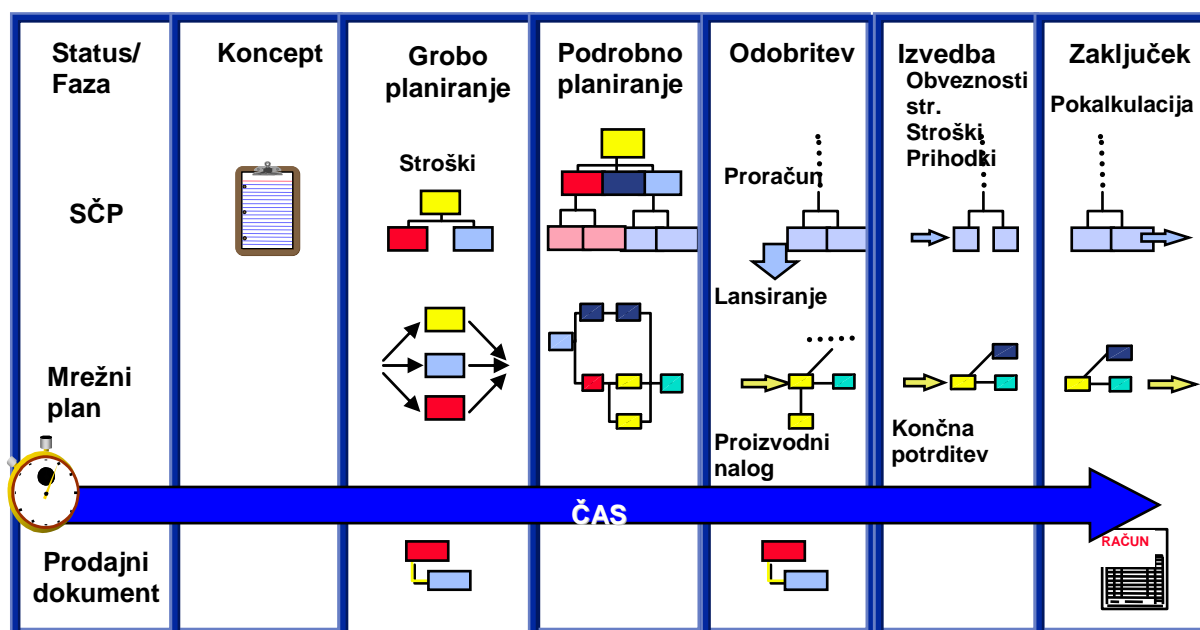 Status/
Faza
Koncept
Grobo
planiranje
Podrobno
planiranje
Odobritev
Izvedba
Obveznosti
str.
Stroški
Prihodki
Zaključek
Pokalkulacija
SČP
Stroški
Proračun
Lansiranje
Mrežni
plan
Proizvodni
nalog
Končna
potrditev
ČAS
Prodajni
dokument
RAČUN